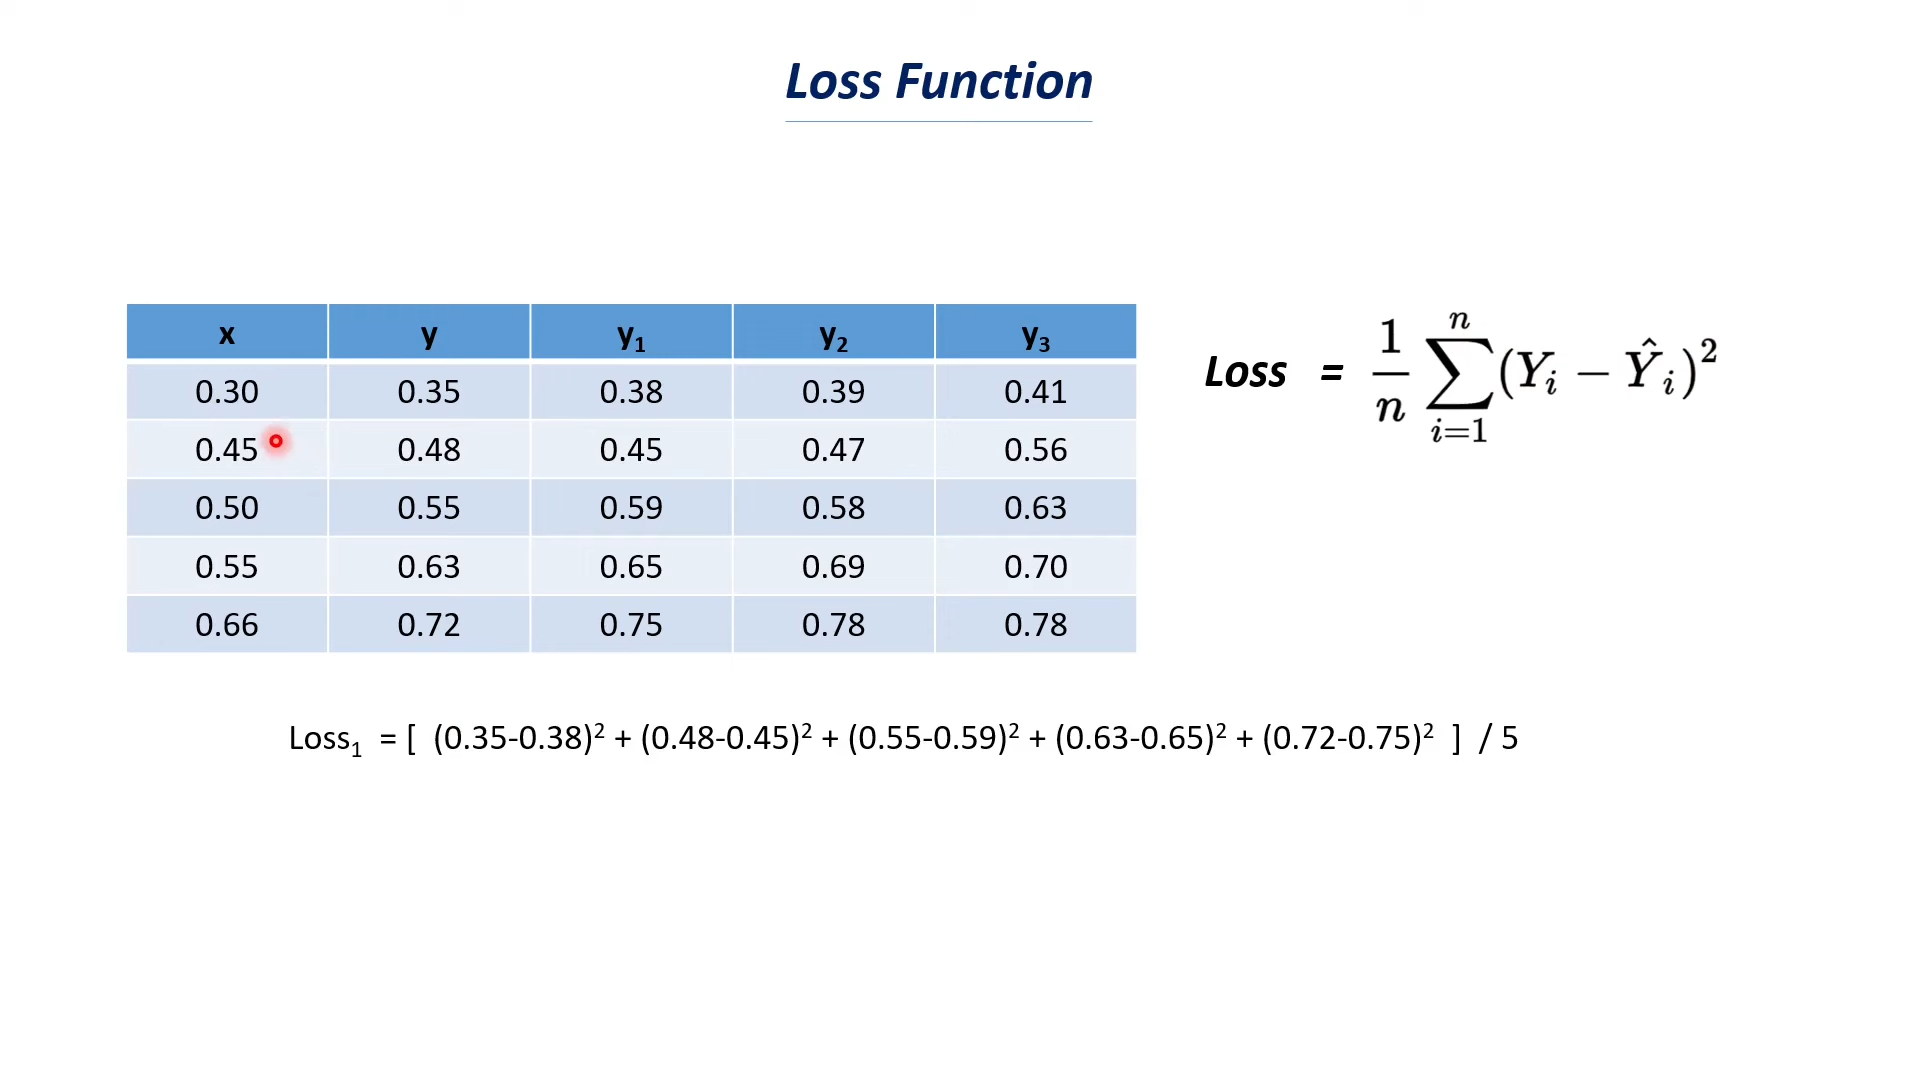 Loss Function
x y y₁ y₂ y₃
0.30 0.35 0.38 0.39 0.41
0.45 0.48 0.45 0.47 0.56
0.50 0.55 0.59 0.58 0.63
0.55 0.63 0.65 0.69 0.70
0.66 0.72 0.75 0.78 0.78
Loss = 1/n ∑ⁿᵢ₌₁ (Yᵢ − Ŷᵢ)²
Loss₁ = [ (0.35-0.38)² + (0.48-0.45)² + (0.55-0.59)² + (0.63-0.65)² + (0.72-0.75)² ] / 5